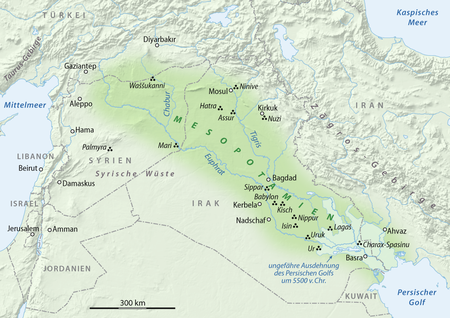 TÜRKEI
Kaspisches
Meer
Diyarbakır
Taurus-Gebirge
Gaziantep
Waššukanni
Mosul
Ninive
Chabur
Mittelmeer
Aleppo
Hatra
Assur
Kirkuk
Nuzi
IRAN
Zagros-Gebirge
MESOPOTAMIEN
Tigris
Hama
Palmyra
Mari
Euphrat
LIBANON
SYRIEN
Beirut
Syrische Wüste
Damaskus
Bagdad
Sippar
ISRAEL
IRAK
Babylon
Kerbela
Kisch
Nippur
Nadschaf
Jerusalem
Amman
Lagas
Ahvaz
Uruk
Charax-Spasinu
Ur
Basra
JORDANIEN
ungefähre Ausdehnung
des Persischen Golfs
um 5500 v. Chr.
KUWAIT
Persischer
Golf
300 km